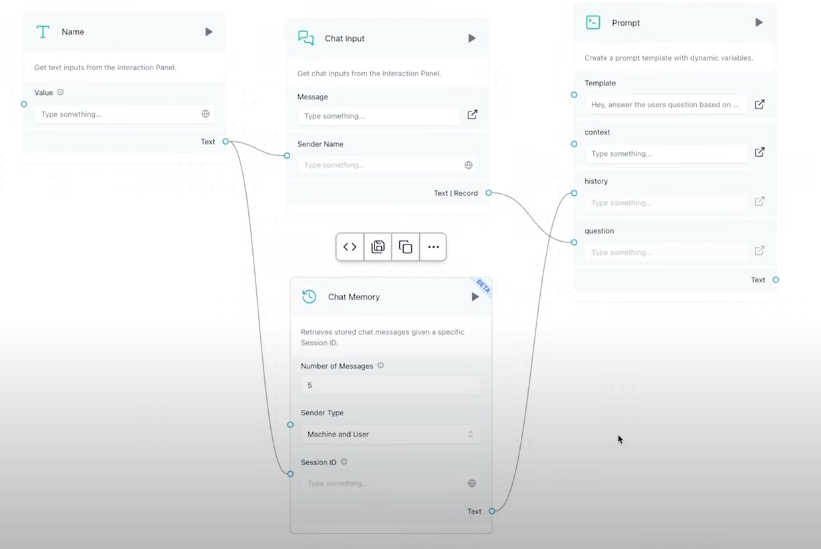 Name
Get text inputs from the Interaction Panel.
Value
Type something...
Text
Chat Input
Get chat inputs from the Interaction Panel.
Message
Type something...
Sender Name
Type something...
Text | Record
Prompt
Create a prompt template with dynamic variables.
Template
Hey, answer the users question based on ...
context
Type something...
history
Type something...
question
Type something...
Text
BETA
Chat Memory
Retrieves stored chat messages given a specific
Session ID.
Number of Messages
5
Sender Type
Machine and User
Session ID
Type something...
Text